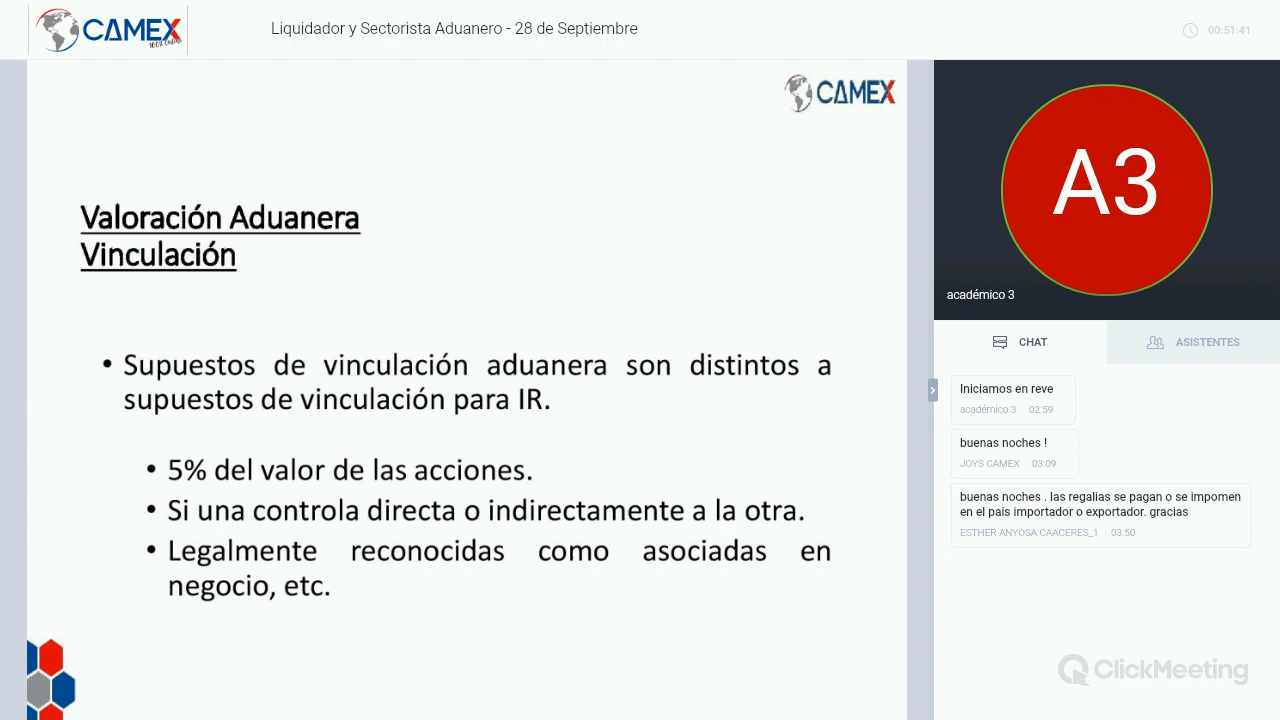 CAMEX
100% Online
Liquidador y Sectorista Aduanero - 28 de Septiembre
00:51:41
CAMEX
Valoración Aduanera
Vinculación
• Supuestos de vinculación aduanera son distintos a
supuestos de vinculación para IR.
• 5% del valor de las acciones.
• Si una controla directa o indirectamente a la otra.
• Legalmente reconocidas como asociadas en
negocio, etc.
A3
académico 3
CHAT
ASISTENTES
Iniciamos en reve
académico 3 · 02:59
buenas noches !
JOYS CAMEX · 03:09
buenas noches . las regalias se pagan o se impomen
en el pais importador o exportador. gracias
ESTHER ANYOSA CAACERES_1 · 03:50
ClickMeeting